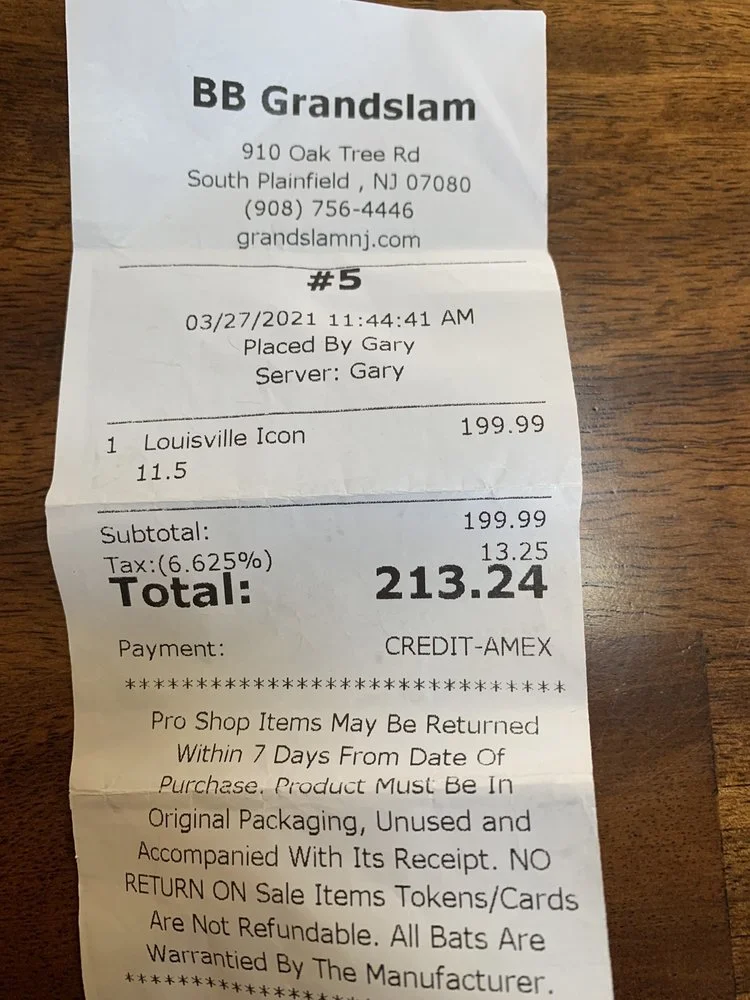 BB Grandslam
910 Oak Tree Rd
South Plainfield , NJ 07080
(908) 756-4446
grandslamnj.com
#5
03/27/2021 11:44:41 AM
Placed By Gary
Server: Gary
1 Louisville Icon 199.99
11.5
Subtotal: 199.99
Tax:(6.625%) 13.25
Total: 213.24
Payment: CREDIT-AMEX
*******************************
Pro Shop Items May Be Returned
Within 7 Days From Date Of
Purchase. Product Must Be In
Original Packaging, Unused and
Accompanied With Its Receipt. NO
RETURN ON Sale Items Tokens/Cards
Are Not Refundable. All Bats Are
Warrantied By The Manufacturer.
*******************************